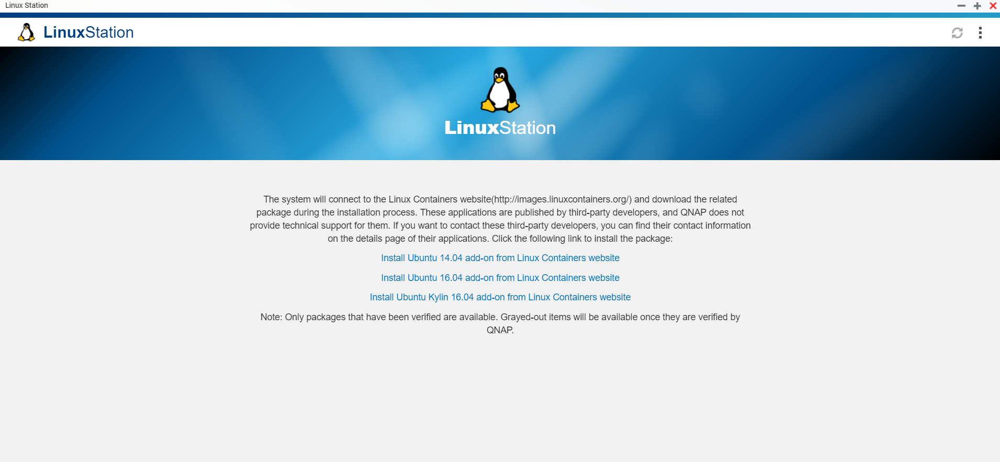 Linux Station
LinuxStation
LinuxStation
The system will connect to the Linux Containers website(http://images.linuxcontainers.org/) and download the related
package during the installation process. These applications are published by third-party developers, and QNAP does not
provide technical support for them. If you want to contact these third-party developers, you can find their contact information
on the details page of their applications. Click the following link to install the package:
Install Ubuntu 14.04 add-on from Linux Containers website
Install Ubuntu 16.04 add-on from Linux Containers website
Install Ubuntu Kylin 16.04 add-on from Linux Containers website
Note: Only packages that have been verified are available. Grayed-out items will be available once they are verified by
QNAP.